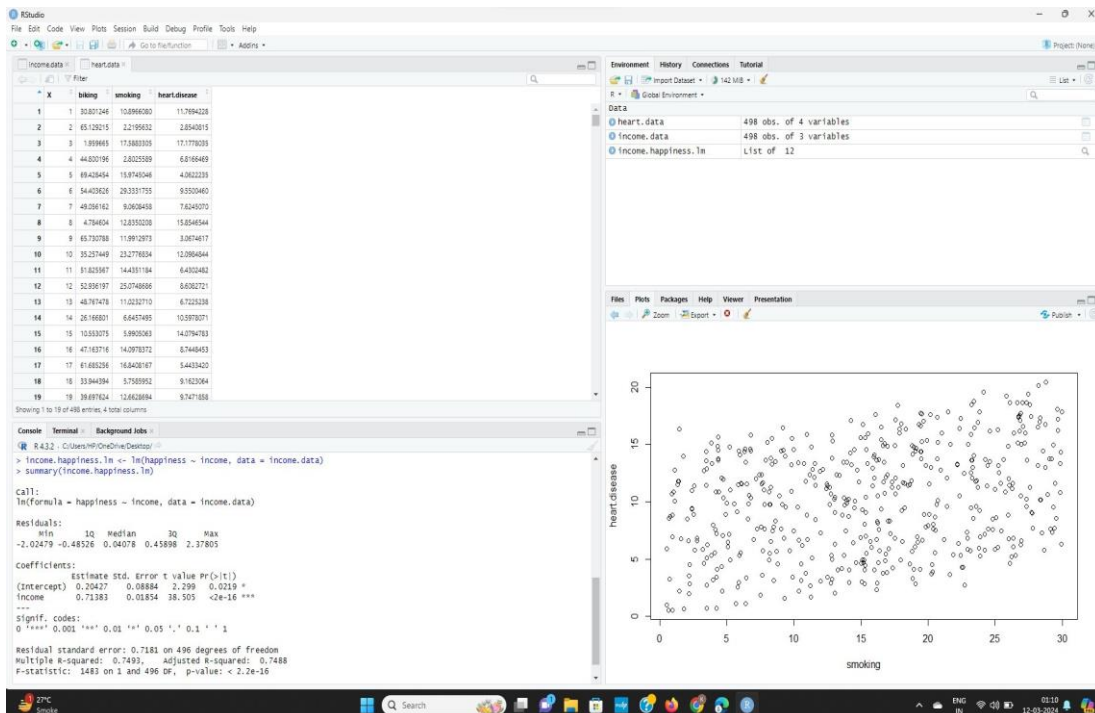 RStudio
File Edit Code View Plots Session Build Debug Profile Tools Help
Go to file/function Addins
Project: (None)
income.data heart.data
Filter
X biking smoking heart.disease
1 1 30.801246 10.8966080 11.7694228
2 2 65.129215 2.2195632 2.8540815
3 3 1.959665 17.5883305 17.1778035
4 4 44.800196 2.8025589 6.8166469
5 5 69.428454 15.9745046 4.0622235
6 6 54.403626 29.3331755 9.5500460
7 7 49.056162 9.0608458 7.6245070
8 8 4.784604 12.8350208 15.8546544
9 9 65.730788 11.9912973 3.0674617
10 10 35.257449 23.2776834 12.0984844
11 11 51.825567 14.4351184 6.4302482
12 12 52.936197 25.0748686 8.6082721
13 13 48.767478 11.0232710 6.7225238
14 14 26.166801 6.6457495 10.5978071
15 15 10.553075 5.9905063 14.0794783
16 16 47.163716 14.0978372 8.7448453
17 17 61.685256 16.8408167 5.4433420
18 18 33.944394 5.7585952 9.1623064
19 19 39.697624 12.6628694 9.7471858
Showing 1 to 19 of 498 entries, 4 total columns
Console Terminal Background Jobs
R 4.3.2 · C:/Users/HP/OneDrive/Desktop/
> income.happiness.lm <- lm(happiness ~ income, data = income.data)
> summary(income.happiness.lm)
Call:
lm(formula = happiness ~ income, data = income.data)
Residuals:
Min 1Q Median 3Q Max
-2.02479 -0.48526 0.04078 0.45898 2.37805
Coefficients:
Estimate Std. Error t value Pr(>|t|)
(Intercept) 0.20427 0.08884 2.299 0.0219 *
income 0.71383 0.01854 38.505 <2e-16 ***
---
Signif. codes:
0 '***' 0.001 '**' 0.01 '*' 0.05 '.' 0.1 ' ' 1
Residual standard error: 0.7181 on 496 degrees of freedom
Multiple R-squared: 0.7493, Adjusted R-squared: 0.7488
F-statistic: 1483 on 1 and 496 DF, p-value: < 2.2e-16
Environment History Connections Tutorial
Import Dataset 142 MiB List
R Global Environment
Data
heart.data 498 obs. of 4 variables
income.data 498 obs. of 3 variables
income.happiness.lm List of 12
Files Plots Packages Help Viewer Presentation
Zoom Export Publish
20
15
10
5
0
heart.disease
0 5 10 15 20 25 30
smoking
1 27°C
Smoke
Search
ENG
IN
01:10
12-03-2024